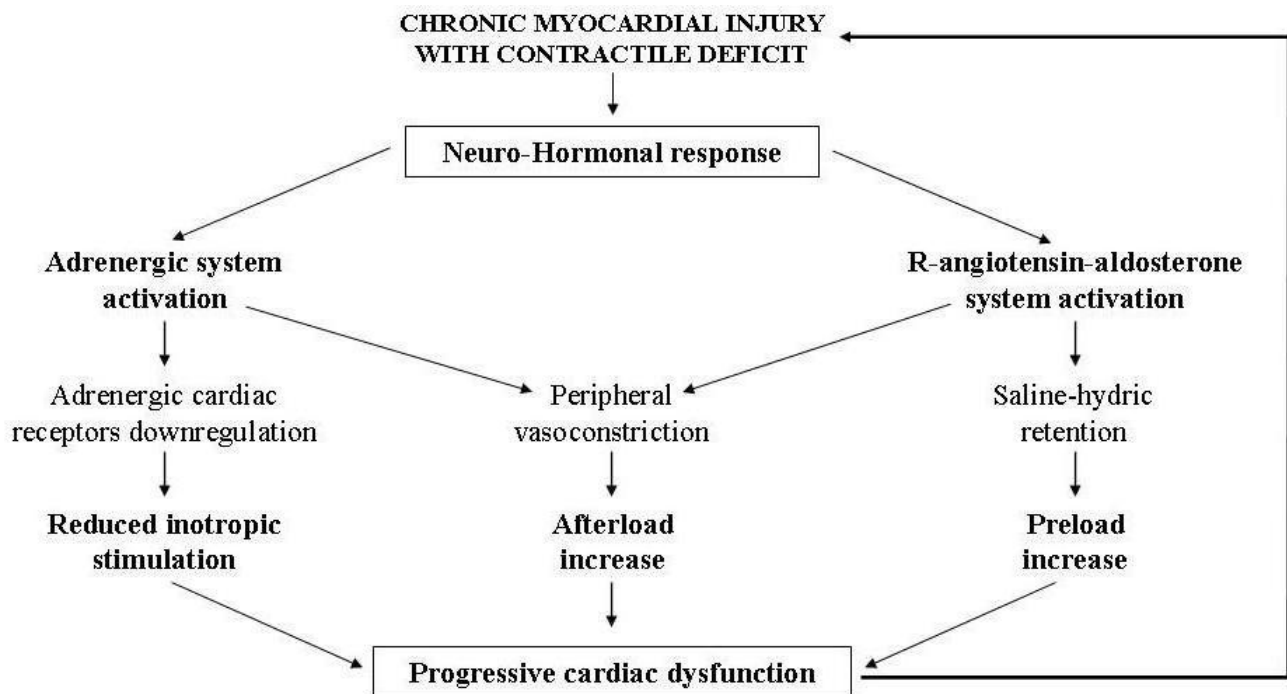 CHRONIC MYOCARDIAL INJURY
WITH CONTRACTILE DEFICIT
Neuro-Hormonal response
Adrenergic system
activation
R-angiotensin-aldosterone
system activation
Adrenergic cardiac
receptors downregulation
Peripheral
vasoconstriction
Saline-hydric
retention
Reduced inotropic
stimulation
Afterload
increase
Preload
increase
Progressive cardiac dysfunction